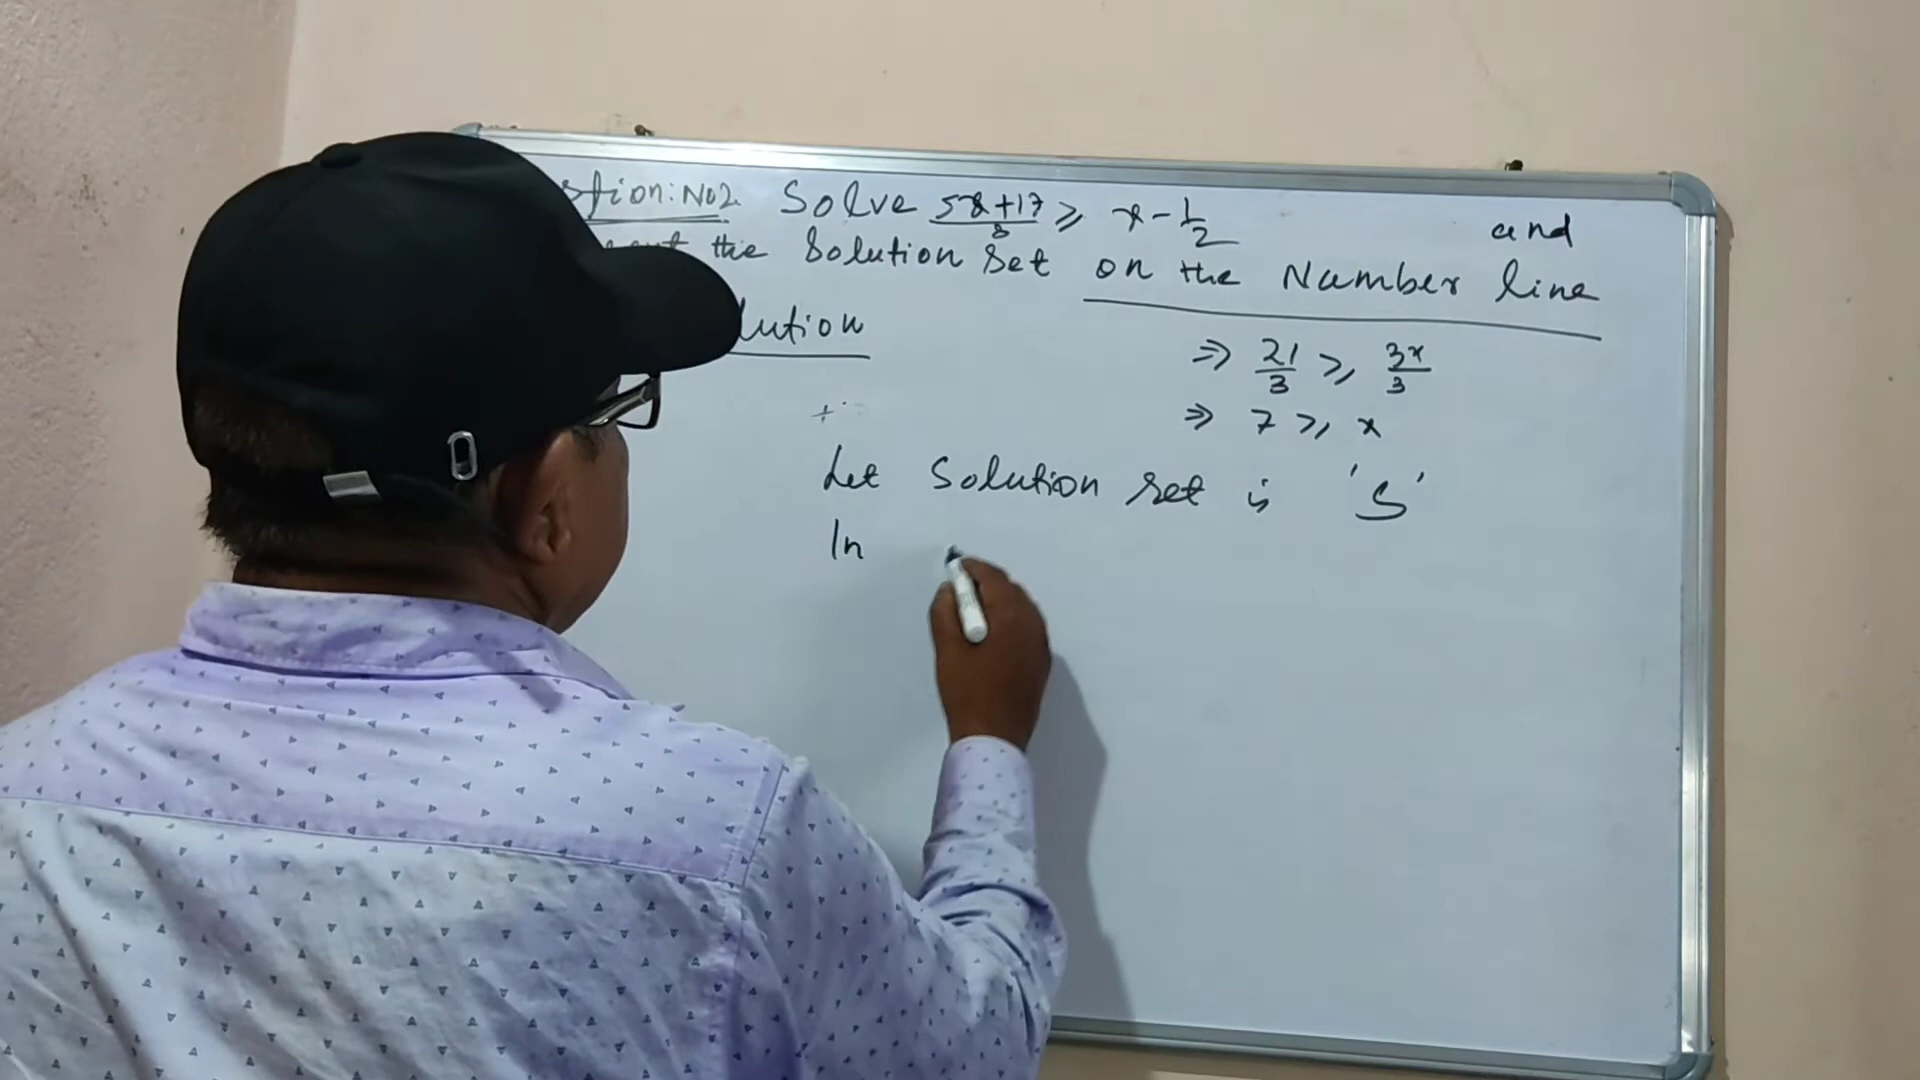 stion: No2. Solve 5x+17/8 ⩾ x - 1/2 and
the Solution Set on the Number line
lution
⇒ 21/3 ⩾ 3x/3
⇒ 7 ⩾ x
Let Solution set is 'S'
In